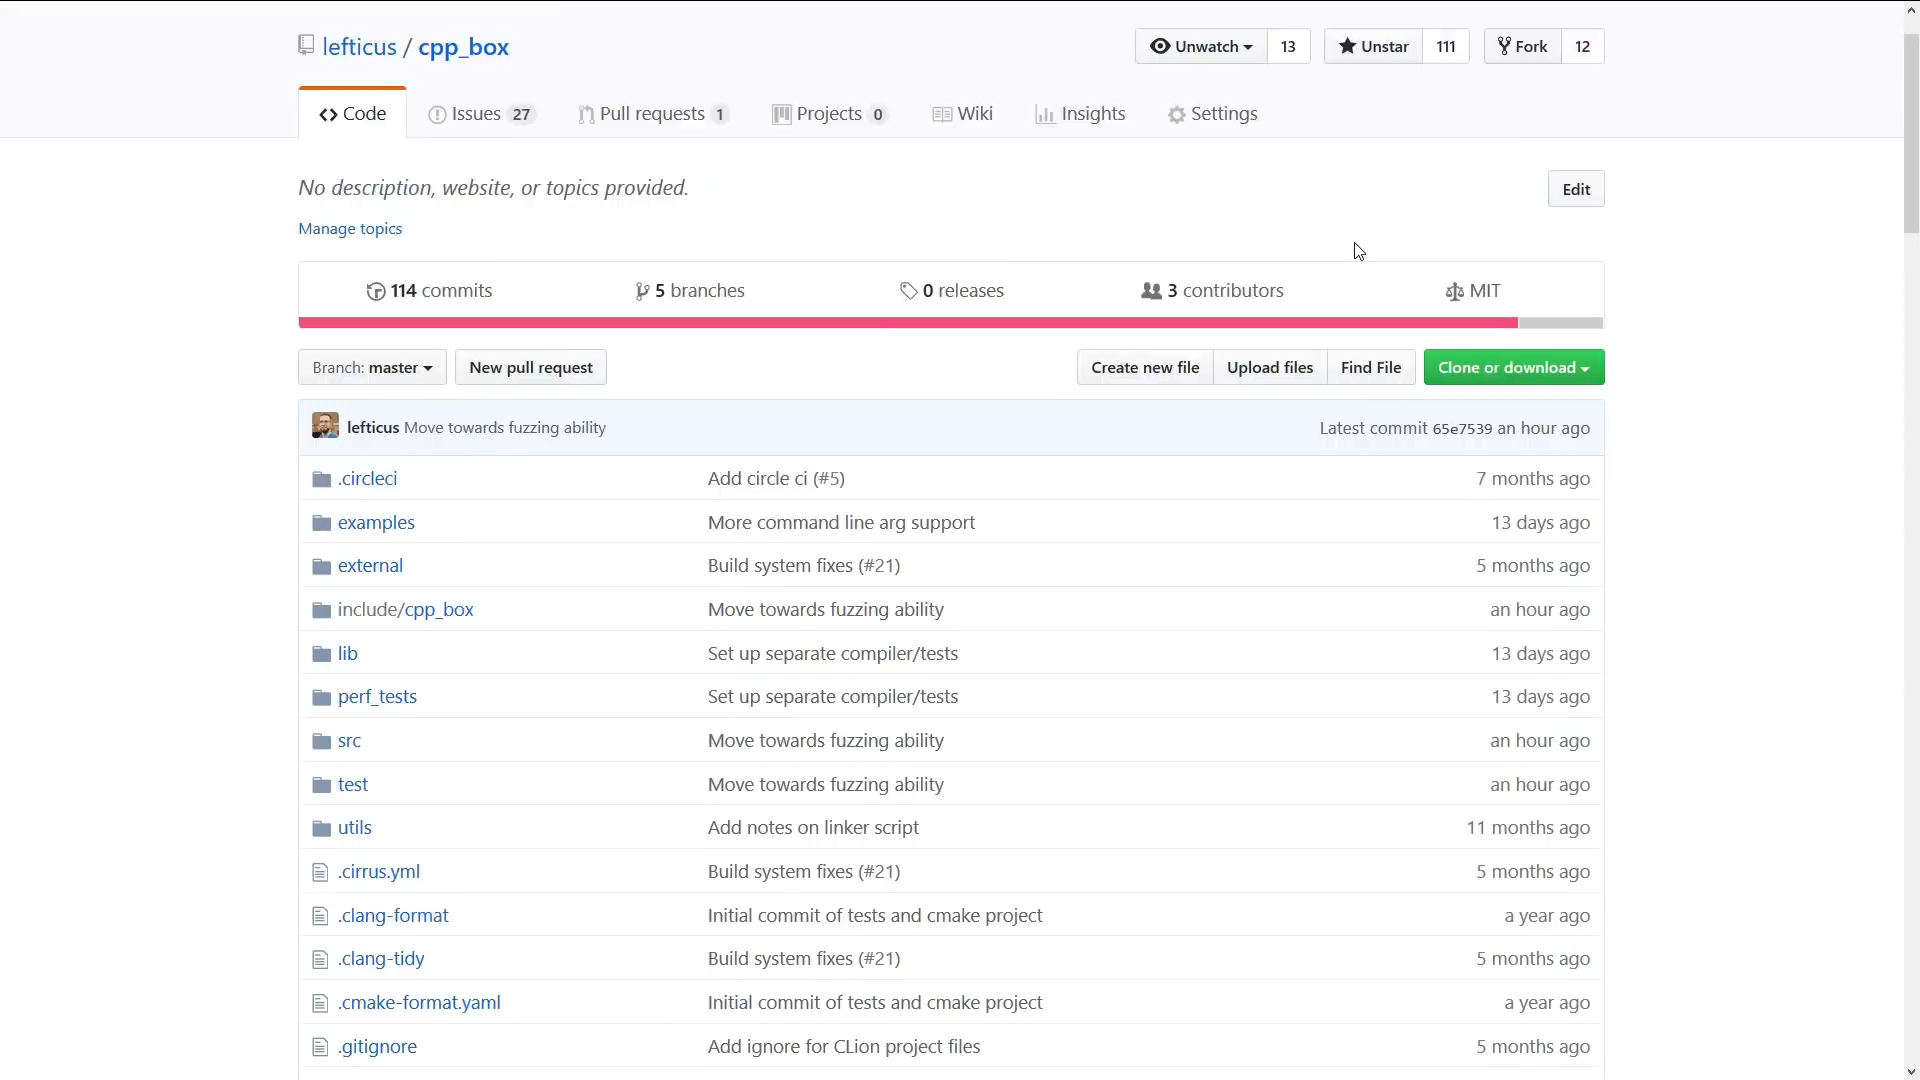 lefticus / cpp_box
Unwatch 13
Unstar 111
Fork 12
Code
Issues 27
Pull requests 1
Projects 0
Wiki
Insights
Settings
No description, website, or topics provided.
Edit
Manage topics
114 commits
5 branches
0 releases
3 contributors
MIT
Branch: master
New pull request
Create new file
Upload files
Find File
Clone or download
lefticus Move towards fuzzing ability Latest commit 65e7539 an hour ago
.circleci Add circle ci (#5) 7 months ago
examples More command line arg support 13 days ago
external Build system fixes (#21) 5 months ago
include/cpp_box Move towards fuzzing ability an hour ago
lib Set up separate compiler/tests 13 days ago
perf_tests Set up separate compiler/tests 13 days ago
src Move towards fuzzing ability an hour ago
test Move towards fuzzing ability an hour ago
utils Add notes on linker script 11 months ago
.cirrus.yml Build system fixes (#21) 5 months ago
.clang-format Initial commit of tests and cmake project a year ago
.clang-tidy Build system fixes (#21) 5 months ago
.cmake-format.yaml Initial commit of tests and cmake project a year ago
.gitignore Add ignore for CLion project files 5 months ago